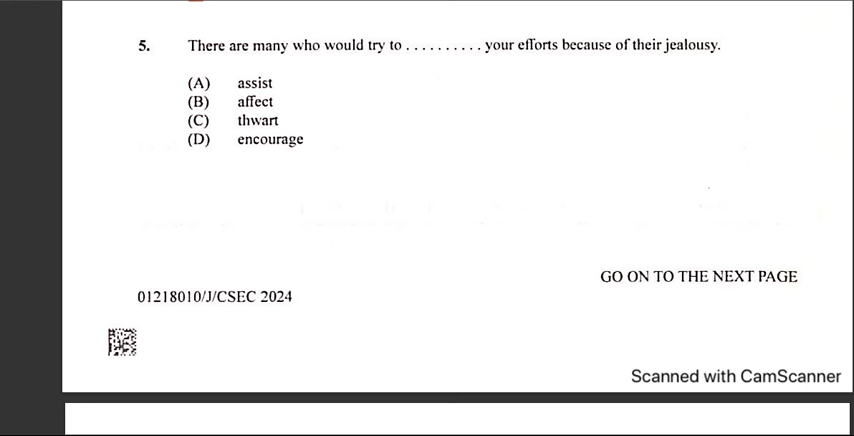 5. There are many who would try to . . . . . . . . . . your efforts because of their jealousy.
(A) assist
(B) affect
(C) thwart
(D) encourage
GO ON TO THE NEXT PAGE
01218010/J/CSEC 2024
Scanned with CamScanner